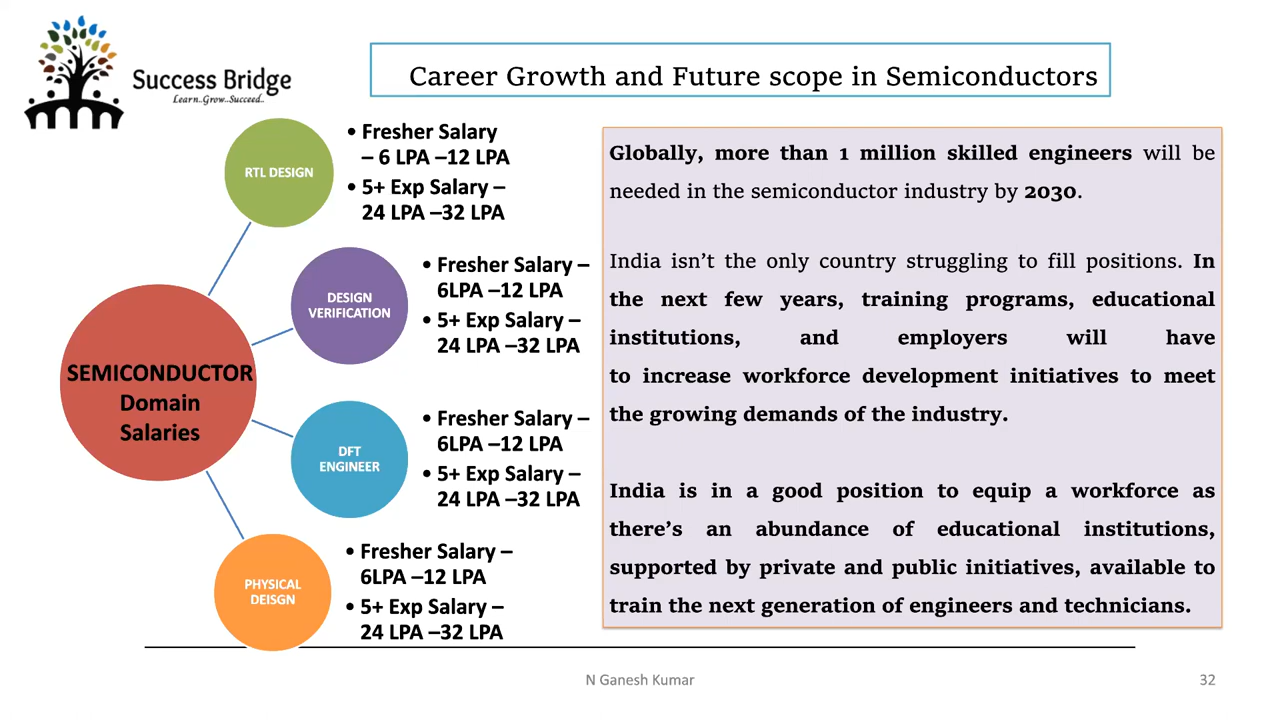 Success Bridge
Learn..Grow..Succeed..
Career Growth and Future scope in Semiconductors
RTL DESIGN
• Fresher Salary
– 6 LPA –12 LPA
• 5+ Exp Salary –
24 LPA –32 LPA
DESIGN
VERIFICATION
• Fresher Salary –
6LPA –12 LPA
• 5+ Exp Salary –
24 LPA –32 LPA
SEMICONDUCTOR
Domain
Salaries
DFT
ENGINEER
• Fresher Salary –
6LPA –12 LPA
• 5+ Exp Salary –
24 LPA –32 LPA
PHYSICAL
DEISGN
• Fresher Salary –
6LPA –12 LPA
• 5+ Exp Salary –
24 LPA –32 LPA
Globally, more than 1 million skilled engineers will be
needed in the semiconductor industry by 2030.
India isn’t the only country struggling to fill positions. In
the next few years, training programs, educational
institutions, and employers will have
to increase workforce development initiatives to meet
the growing demands of the industry.
India is in a good position to equip a workforce as
there’s an abundance of educational institutions,
supported by private and public initiatives, available to
train the next generation of engineers and technicians.
N Ganesh Kumar
32